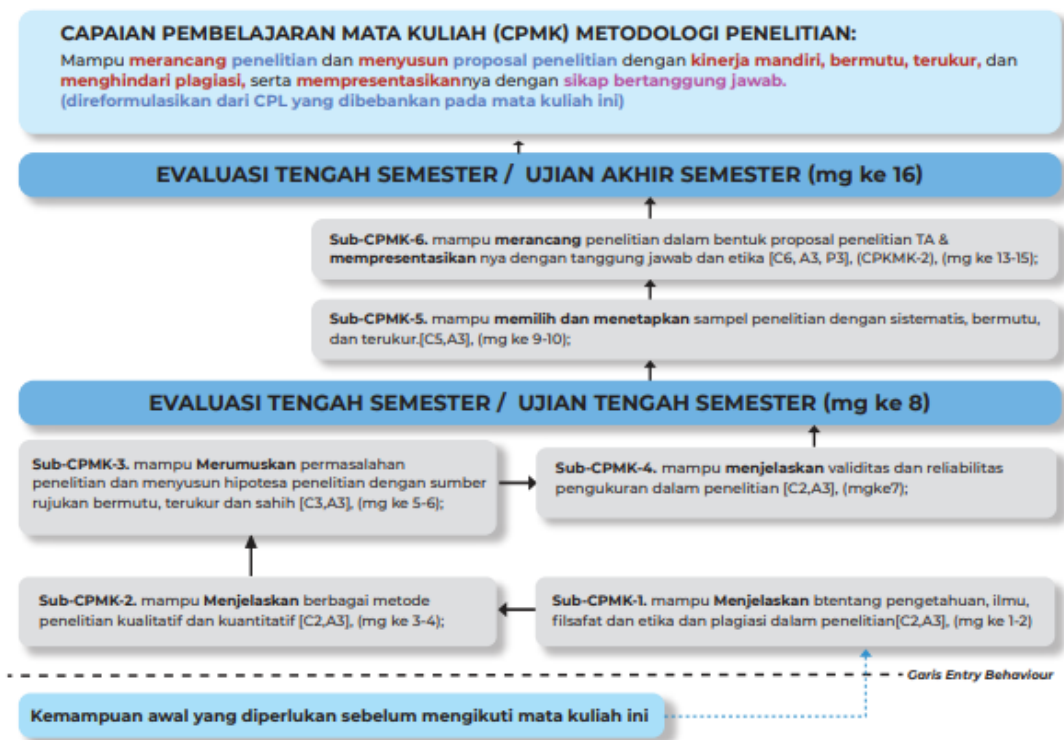 CAPAIAN PEMBELAJARAN MATA KULIAH (CPMK) METODOLOGI PENELITIAN:
Mampu merancang penelitian dan menyusun proposal penelitian dengan kinerja mandiri, bermutu, terukur, dan
menghindari plagiasi, serta mempresentasikannya dengan sikap bertanggung jawab.
(direformulasikan dari CPL yang dibebankan pada mata kuliah ini)
EVALUASI TENGAH SEMESTER / UJIAN AKHIR SEMESTER (mg ke 16)
Sub-CPMK-6. mampu merancang penelitian dalam bentuk proposal penelitian TA &
mempresentasikan nya dengan tanggung jawab dan etika [C6, A3, P3], (CPKMK-2), (mg ke 13-15);
Sub-CPMK-5. mampu memilih dan menetapkan sampel penelitian dengan sistematis, bermutu,
dan terukur.[C5,A3], (mg ke 9-10);
EVALUASI TENGAH SEMESTER / UJIAN TENGAH SEMESTER (mg ke 8)
Sub-CPMK-3. mampu Merumuskan permasalahan
penelitian dan menyusun hipotesa penelitian dengan sumber
rujukan bermutu, terukur dan sahih [C3,A3], (mg ke 5-6);
Sub-CPMK-4. mampu menjelaskan validitas dan reliabilitas
pengukuran dalam penelitian [C2,A3], (mgke7);
Sub-CPMK-2. mampu Menjelaskan berbagai metode
penelitian kualitatif dan kuantitatif [C2,A3], (mg ke 3-4);
Sub-CPMK-1. mampu Menjelaskan btentang pengetahuan, ilmu,
filsafat dan etika dan plagiasi dalam penelitian[C2,A3], (mg ke 1-2)
Garis Entry Behaviour
Kemampuan awal yang diperlukan sebelum mengikuti mata kuliah ini